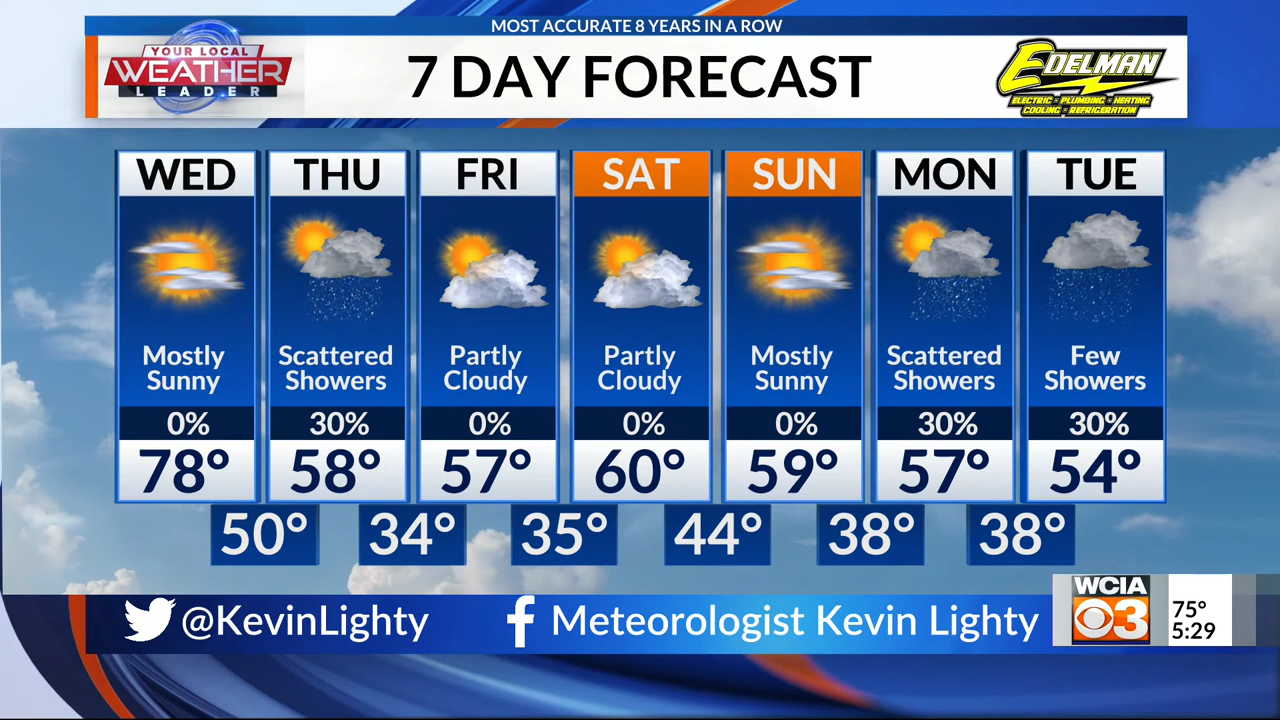 MOST ACCURATE 8 YEARS IN A ROW
YOUR LOCAL
WEATHER
LEADER
7 DAY FORECAST
EDELMAN
ELECTRIC • PLUMBING • HEATING
COOLING • REFRIGERATION
WED THU FRI SAT SUN MON TUE
Mostly Scattered Partly Partly Mostly Scattered Few
Sunny Showers Cloudy Cloudy Sunny Showers Showers
0% 30% 0% 0% 0% 30% 30%
78° 58° 57° 60° 59° 57° 54°
50° 34° 35° 44° 38° 38°
@KevinLighty f Meteorologist Kevin Lighty
WCIA
3
75°
5:29